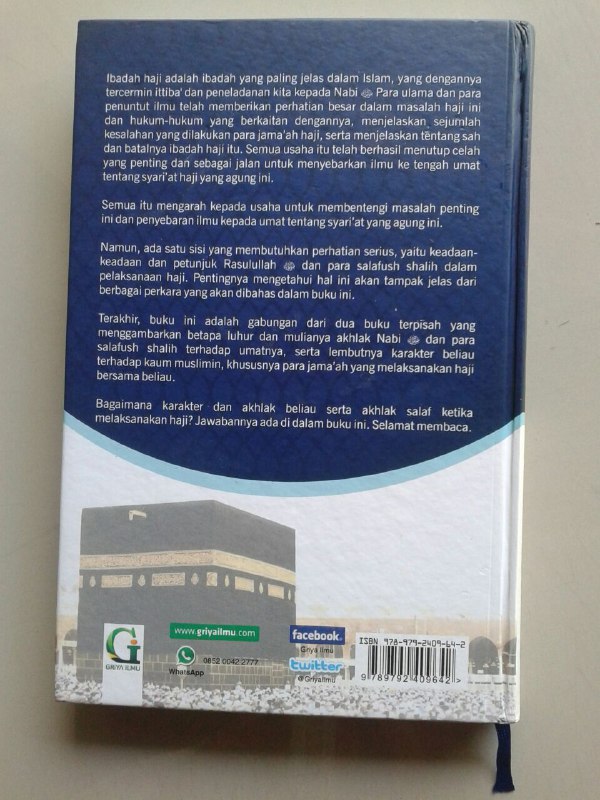 Ibadah haji adalah ibadah yang paling jelas dalam Islam, yang dengannya
tercermin ittiba' dan peneladanan kita kepada Nabi ﷺ Para ulama dan para
penuntut ilmu telah memberikan perhatian besar dalam masalah haji ini
dan hukum-hukum yang berkaitan dengannya, menjelaskan sejumlah
kesalahan yang dilakukan para jama'ah haji, serta menjelaskan tentang sah
dan batalnya ibadah haji itu. Semua usaha itu telah berhasil menutup celah
yang penting dan sebagai jalan untuk menyebarkan ilmu ke tengah umat
tentang syari'at haji yang agung ini.
Semua itu mengarah kepada usaha untuk membentengi masalah penting
ini dan penyebaran ilmu kepada umat tentang syari'at yang agung ini.
Namun, ada satu sisi yang membutuhkan perhatian serius, yaitu keadaan-
keadaan dan petunjuk Rasulullah ﷺ dan para salafush shalih dalam
pelaksanaan haji. Pentingnya mengetahui hal ini akan tampak jelas dari
berbagai perkara yang akan dibahas dalam buku ini.
Terakhir, buku ini adalah gabungan dari dua buku terpisah yang
menggambarkan betapa luhur dan mulianya akhlak Nabi ﷺ dan para
salafush shalih terhadap umatnya, serta lembutnya karakter beliau
terhadap kaum muslimin, khususnya para jama'ah yang melaksanakan haji
bersama beliau.
Bagaimana karakter dan akhlak beliau serta akhlak salaf ketika
melaksanakan haji? Jawabannya ada di dalam buku ini. Selamat membaca.
GRIYA ILMU
www.griyailmu.com
WhatsApp
0852 0042 2777
facebook
Griya Ilmu
twitter
@GriyaIlmu
ISBN 978-979-2409-64-2
9 789792 409642 >